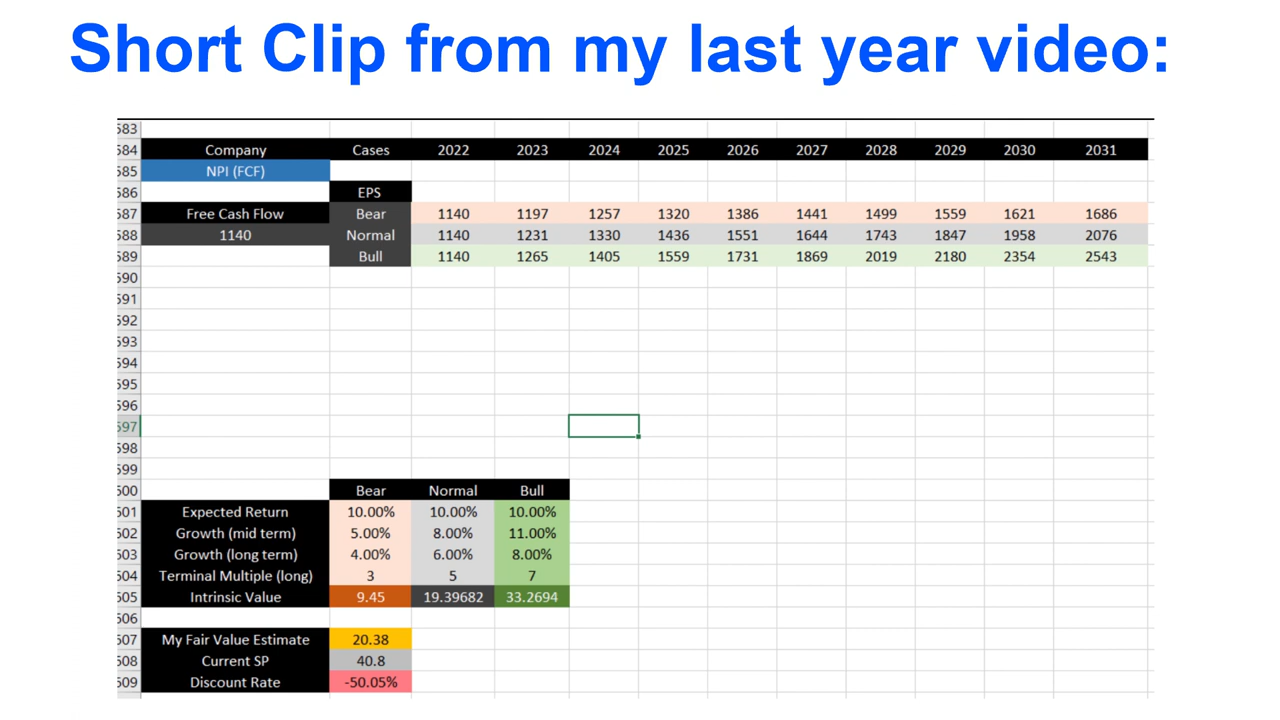 Short Clip from my last year video:
583
584 Company Cases 2022 2023 2024 2025 2026 2027 2028 2029 2030 2031
585 NPI (FCF)
586 EPS
587 Free Cash Flow Bear 1140 1197 1257 1320 1386 1441 1499 1559 1621 1686
588 1140 Normal 1140 1231 1330 1436 1551 1644 1743 1847 1958 2076
589 Bull 1140 1265 1405 1559 1731 1869 2019 2180 2354 2543
590
591
592
593
594
595
596
597
598
599
600 Bear Normal Bull
601 Expected Return 10.00% 10.00% 10.00%
602 Growth (mid term) 5.00% 8.00% 11.00%
603 Growth (long term) 4.00% 6.00% 8.00%
604 Terminal Multiple (long) 3 5 7
605 Intrinsic Value 9.45 19.39682 33.2694
606
607 My Fair Value Estimate 20.38
608 Current SP 40.8
609 Discount Rate -50.05%